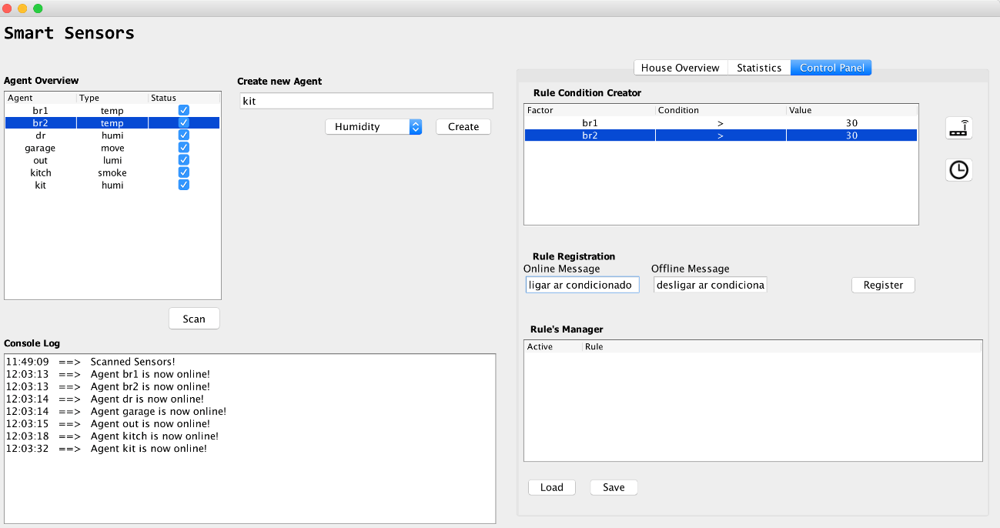 Smart Sensors
Agent Overview
Agent Type Status
br1 temp
br2 temp
dr humi
garage move
out lumi
kitch smoke
kit humi
Scan
Create new Agent
kit
Humidity Create
Console Log
11:49:09 ==> Scanned Sensors!
12:03:13 ==> Agent br1 is now online!
12:03:13 ==> Agent br2 is now online!
12:03:14 ==> Agent dr is now online!
12:03:14 ==> Agent garage is now online!
12:03:15 ==> Agent out is now online!
12:03:18 ==> Agent kitch is now online!
12:03:32 ==> Agent kit is now online!
House Overview Statistics Control Panel
Rule Condition Creator
Factor Condition Value
br1 > 30
br2 > 30
Rule Registration
Online Message Offline Message
ligar ar condicionado desligar ar condiciona Register
Rule's Manager
Active Rule
Load Save